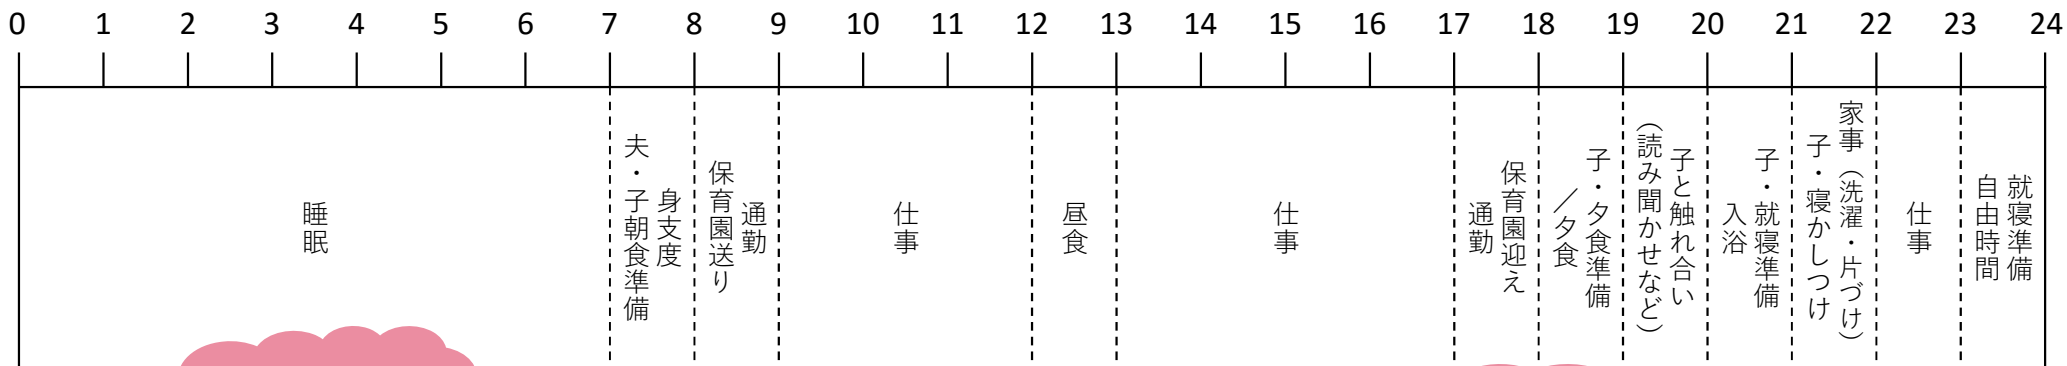 0 1 2 3 4 5 6 7 8 9 10 11 12 13 14 15 16 17 18 19 20 21 22 23 24
睡眠
身支度
夫・子朝食準備
通勤
保育園送り
仕事
昼食
仕事
保育園迎え
通勤
子・夕食準備
／夕食
子と触れ合い
(読み聞かせなど)
子・就寝準備
入浴
家事(洗濯・片づけ)
子・寝かしつけ
仕事
就寝準備
自由時間